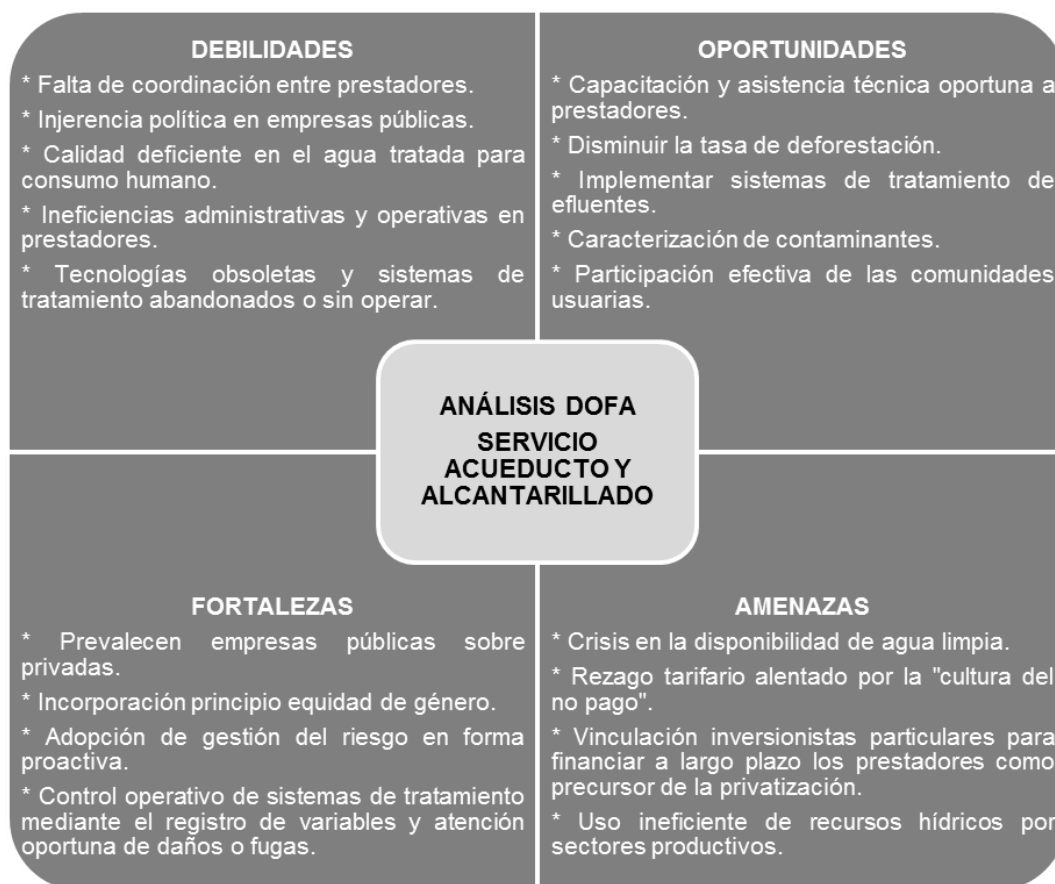 DEBILIDADES
* Falta de coordinación entre prestadores.
* Injerencia política en empresas públicas.
* Calidad deficiente en el agua tratada para
consumo humano.
* Ineficiencias administrativas y operativas en
prestadores.
* Tecnologías obsoletas y sistemas de
tratamiento abandonados o sin operar.
OPORTUNIDADES
* Capacitación y asistencia técnica oportuna a
prestadores.
* Disminuir la tasa de deforestación.
* Implementar sistemas de tratamiento de
efluentes.
* Caracterización de contaminantes.
* Participación efectiva de las comunidades
usuarias.
ANÁLISIS DOFA
SERVICIO
ACUEDUCTO Y
ALCANTARILLADO
FORTALEZAS
* Prevalecen empresas públicas sobre
privadas.
* Incorporación principio equidad de género.
* Adopción de gestión del riesgo en forma
proactiva.
* Control operativo de sistemas de tratamiento
mediante el registro de variables y atención
oportuna de daños o fugas.
AMENAZAS
* Crisis en la disponibilidad de agua limpia.
* Rezago tarifario alentado por la "cultura del
no pago".
* Vinculación inversionistas particulares para
financiar a largo plazo los prestadores como
precursor de la privatización.
* Uso ineficiente de recursos hídricos por
sectores productivos.